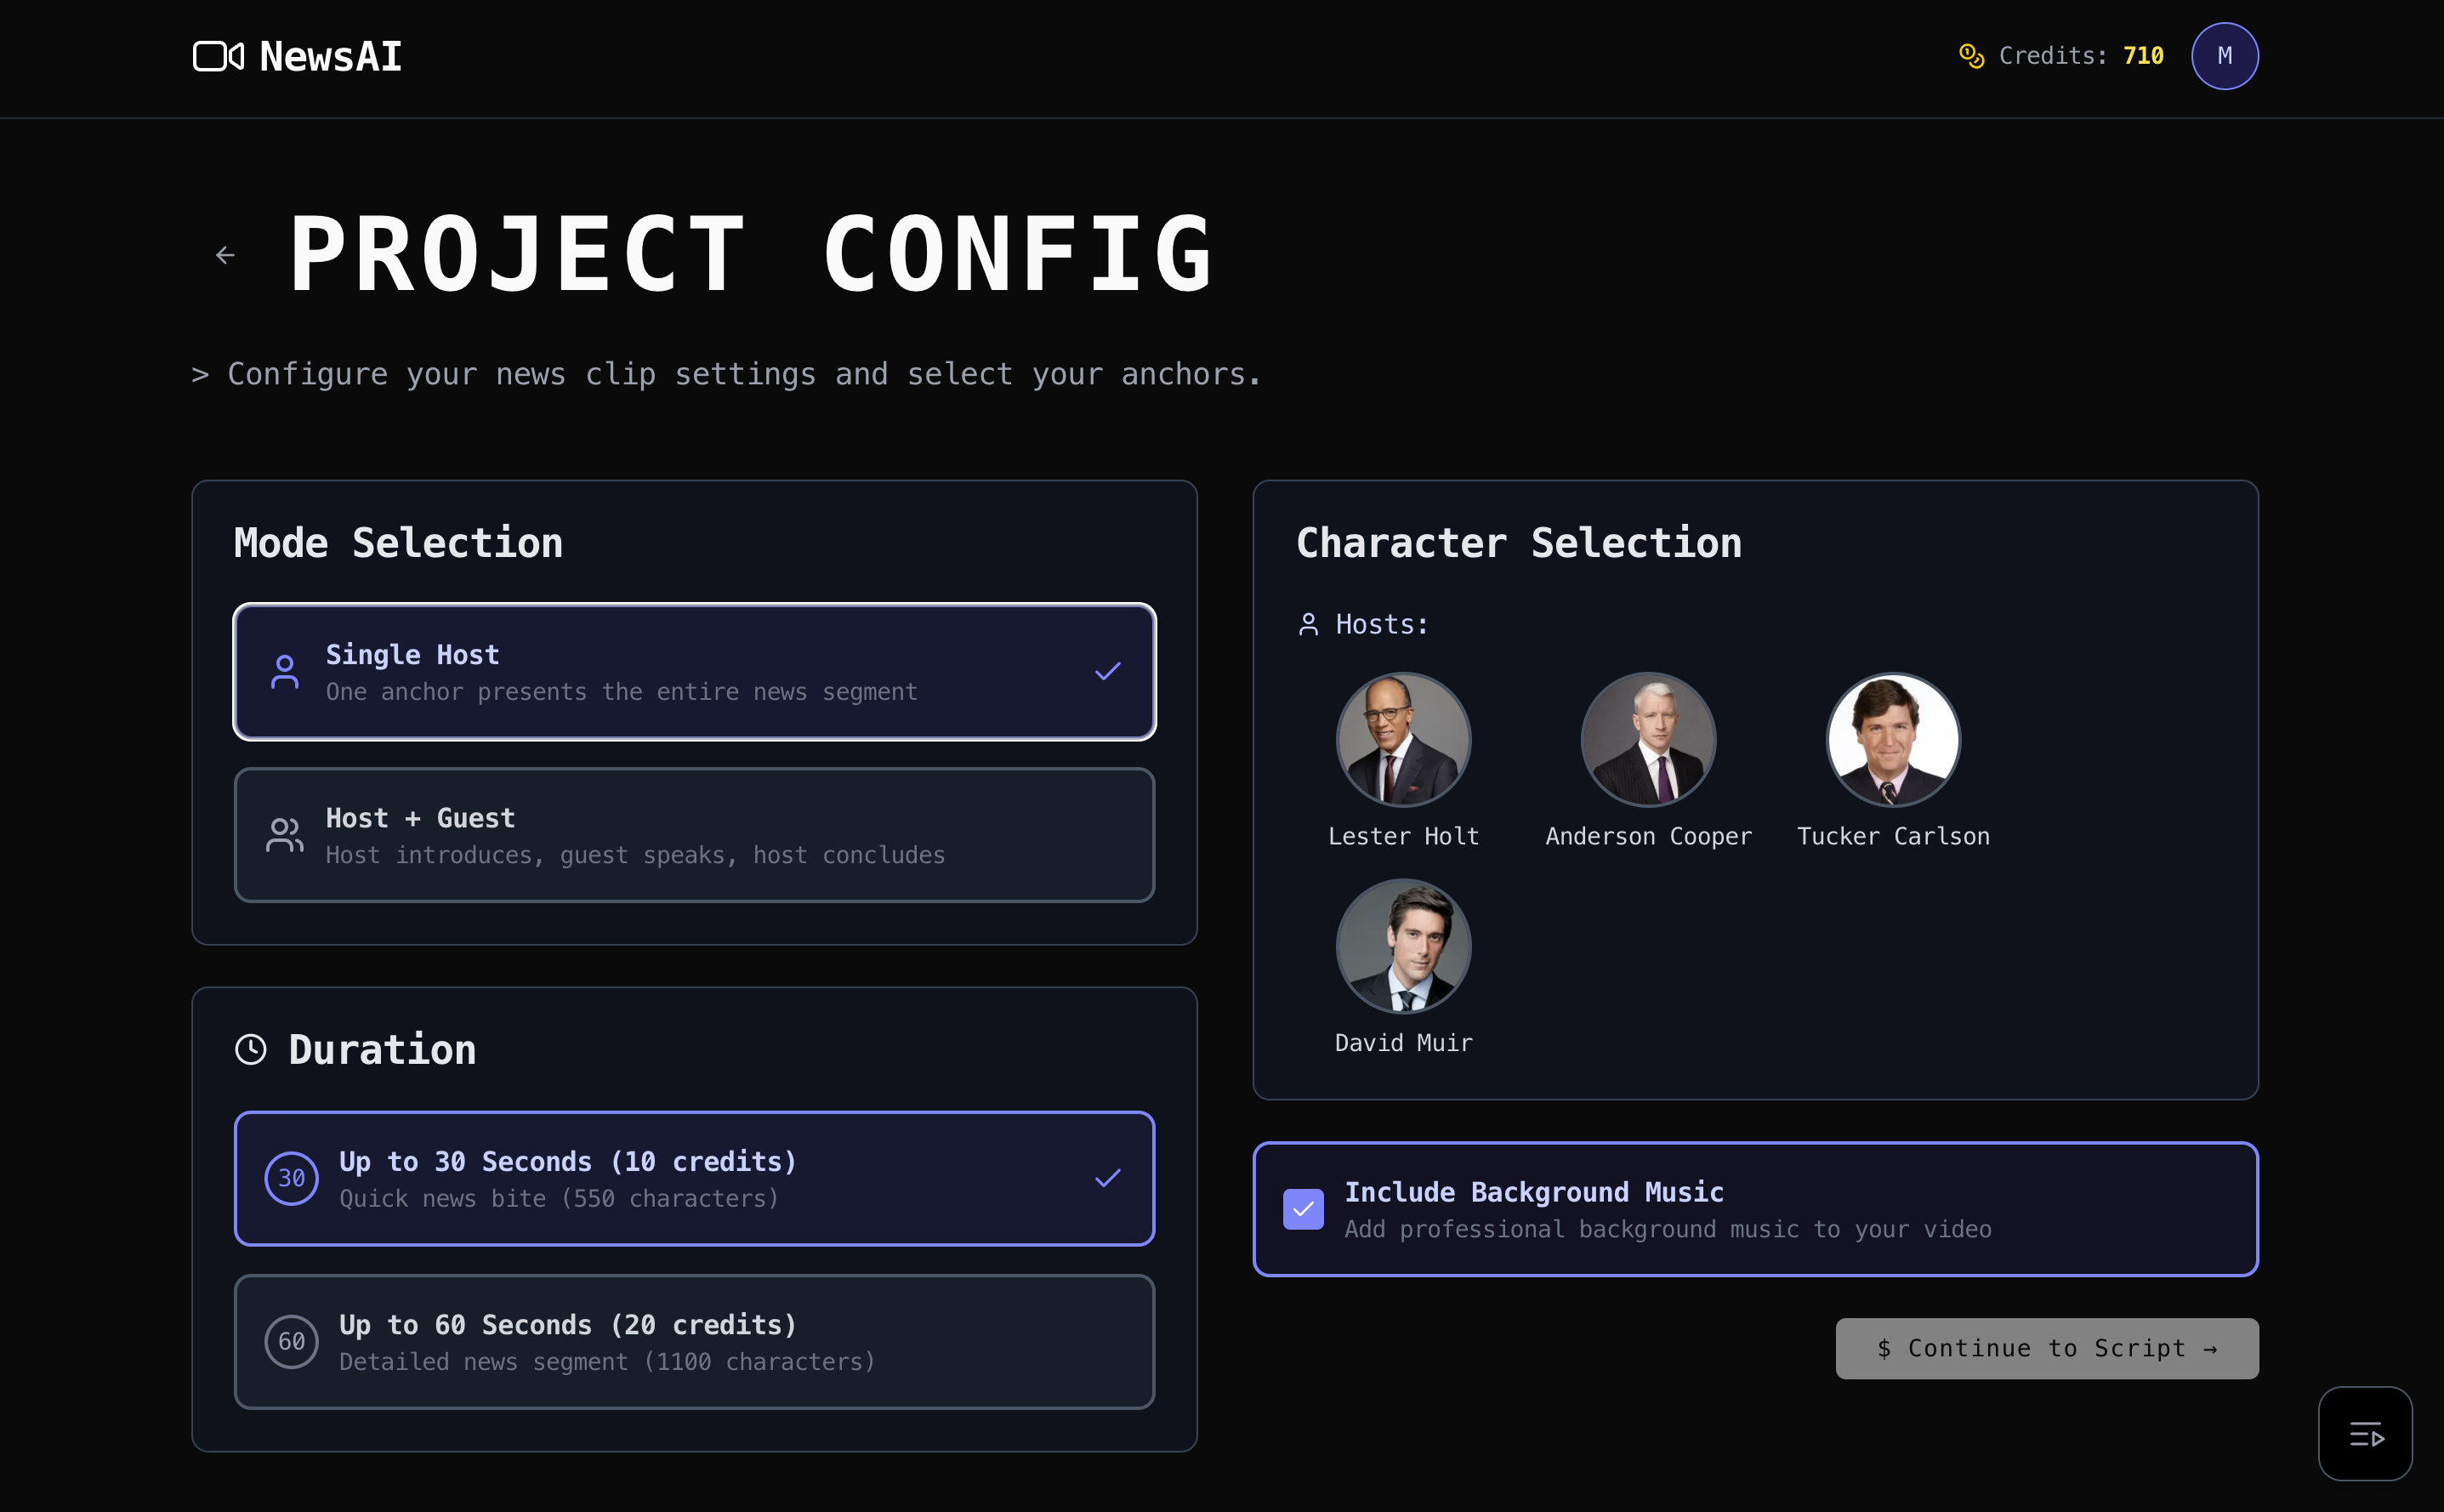 NewsAI
Credits: 710
M
PROJECT CONFIG
> Configure your news clip settings and select your anchors.
Mode Selection
Single Host
One anchor presents the entire news segment
Host + Guest
Host introduces, guest speaks, host concludes
Duration
30
Up to 30 Seconds (10 credits)
Quick news bite (550 characters)
60
Up to 60 Seconds (20 credits)
Detailed news segment (1100 characters)
Character Selection
Hosts:
Lester Holt
Anderson Cooper
Tucker Carlson
David Muir
Include Background Music
Add professional background music to your video
$ Continue to Script →